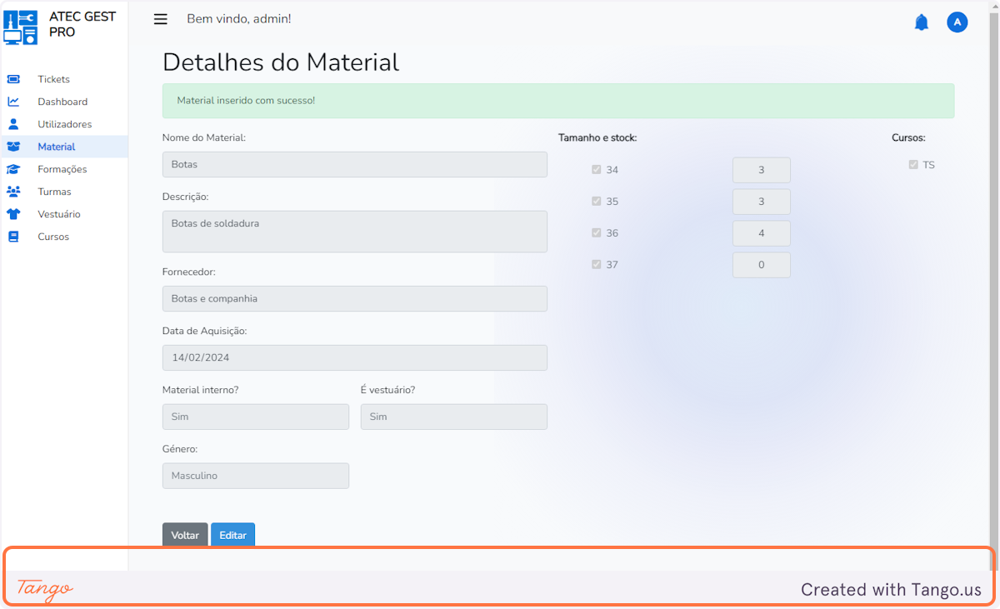 ATEC GEST
PRO
Bem vindo, admin!
A
Tickets
Dashboard
Utilizadores
Material
Formações
Turmas
Vestuário
Cursos
Detalhes do Material
Material inserido com sucesso!
Nome do Material:
Botas
Descrição:
Botas de soldadura
Fornecedor:
Botas e companhia
Data de Aquisição:
14/02/2024
Material interno?
É vestuário?
Sim
Sim
Género:
Masculino
Tamanho e stock:
34 3
35 3
36 4
37 0
Cursos:
TS
Voltar
Editar
Tango
Created with Tango.us